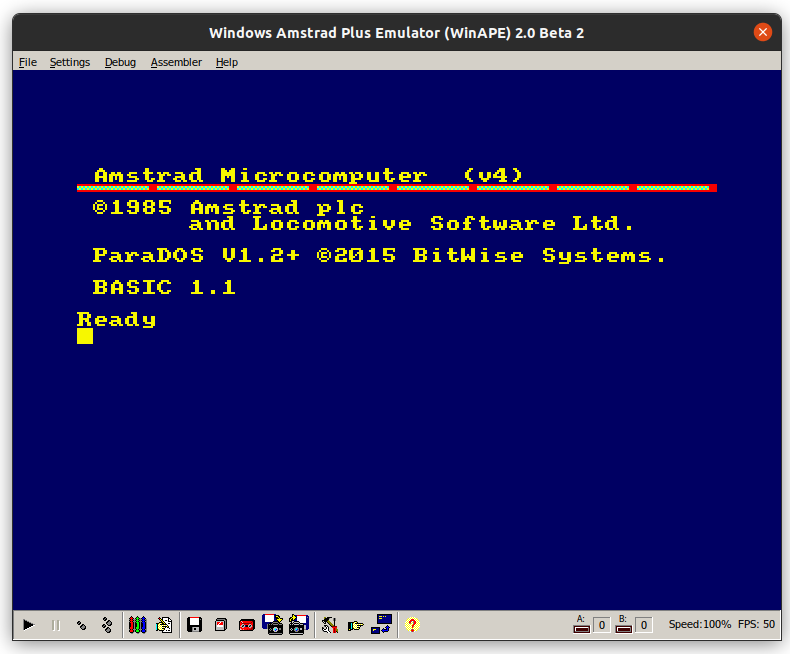 Windows Amstrad Plus Emulator (WinAPE) 2.0 Beta 2
File Settings Debug Assembler Help
Amstrad Microcomputer (v4)
©1985 Amstrad plc
and Locomotive Software Ltd.
ParaDOS V1.2+ ©2015 BitWise Systems.
BASIC 1.1
Ready
A: 0 B: 0 Speed:100% FPS: 50